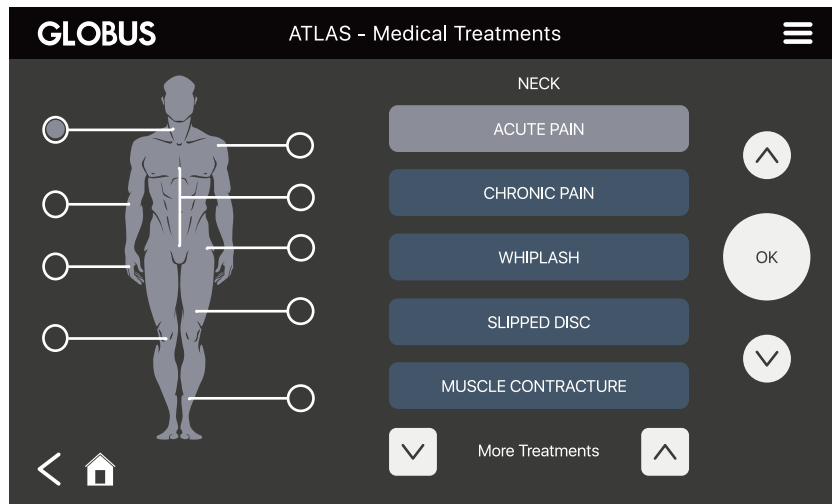 GLOBUS
ATLAS - Medical Treatments
NECK
ACUTE PAIN
CHRONIC PAIN
WHIPLASH
OK
SLIPPED DISC
MUSCLE CONTRACTURE
More Treatments